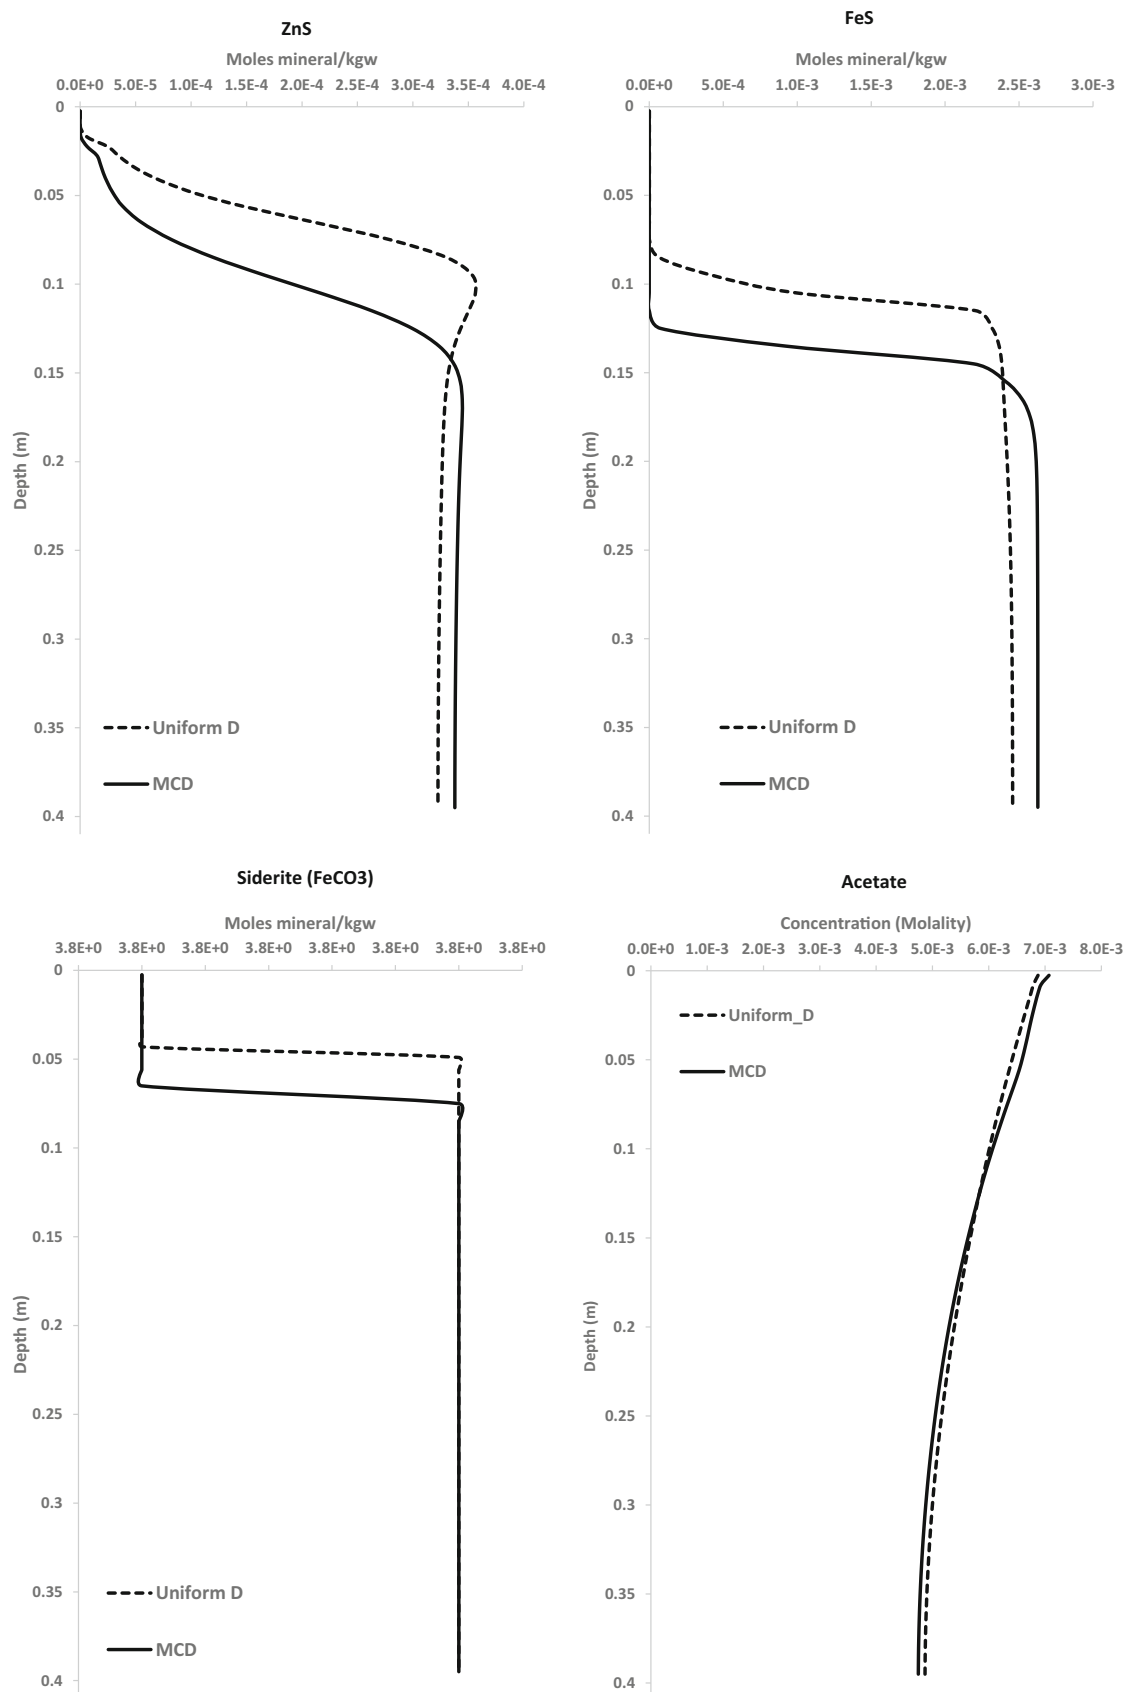 ZnS
Moles mineral/kgw
0.0E+0 5.0E-5 1.0E-4 1.5E-4 2.0E-4 2.5E-4 3.0E-4 3.5E-4 4.0E-4
0
0.05
0.1
0.15
0.2
0.25
0.3
0.35
0.4
Depth (m)
Uniform D
MCD
FeS
Moles mineral/kgw
0.0E+0 5.0E-4 1.0E-3 1.5E-3 2.0E-3 2.5E-3 3.0E-3
0
0.05
0.1
0.15
0.2
0.25
0.3
0.35
0.4
Depth (m)
Uniform D
MCD
Siderite (FeCO3)
Moles mineral/kgw
3.8E+0 3.8E+0 3.8E+0 3.8E+0 3.8E+0 3.8E+0 3.8E+0 3.8E+0
0
0.05
0.1
0.15
0.2
0.25
0.3
0.35
0.4
Depth (m)
Uniform D
MCD
Acetate
Concentration (Molality)
0.0E+0 1.0E-3 2.0E-3 3.0E-3 4.0E-3 5.0E-3 6.0E-3 7.0E-3 8.0E-3
0
0.05
0.1
0.15
0.2
0.25
0.3
0.35
0.4
Depth (m)
Uniform_D
MCD